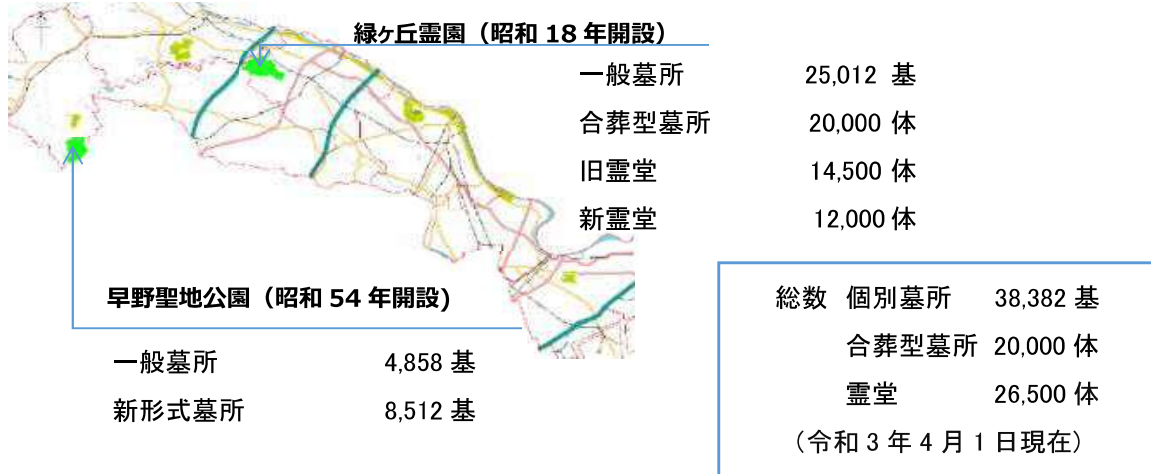 緑ヶ丘霊園（昭和 18 年開設）
一般墓所 25,012 基
合葬型墓所 20,000 体
旧霊堂 14,500 体
新霊堂 12,000 体
早野聖地公園（昭和 54 年開設)
一般墓所 4,858 基
新形式墓所 8,512 基
総数 個別墓所 38,382 基
合葬型墓所 20,000 体
霊堂 26,500 体
（令和 3 年 4 月 1 日現在）